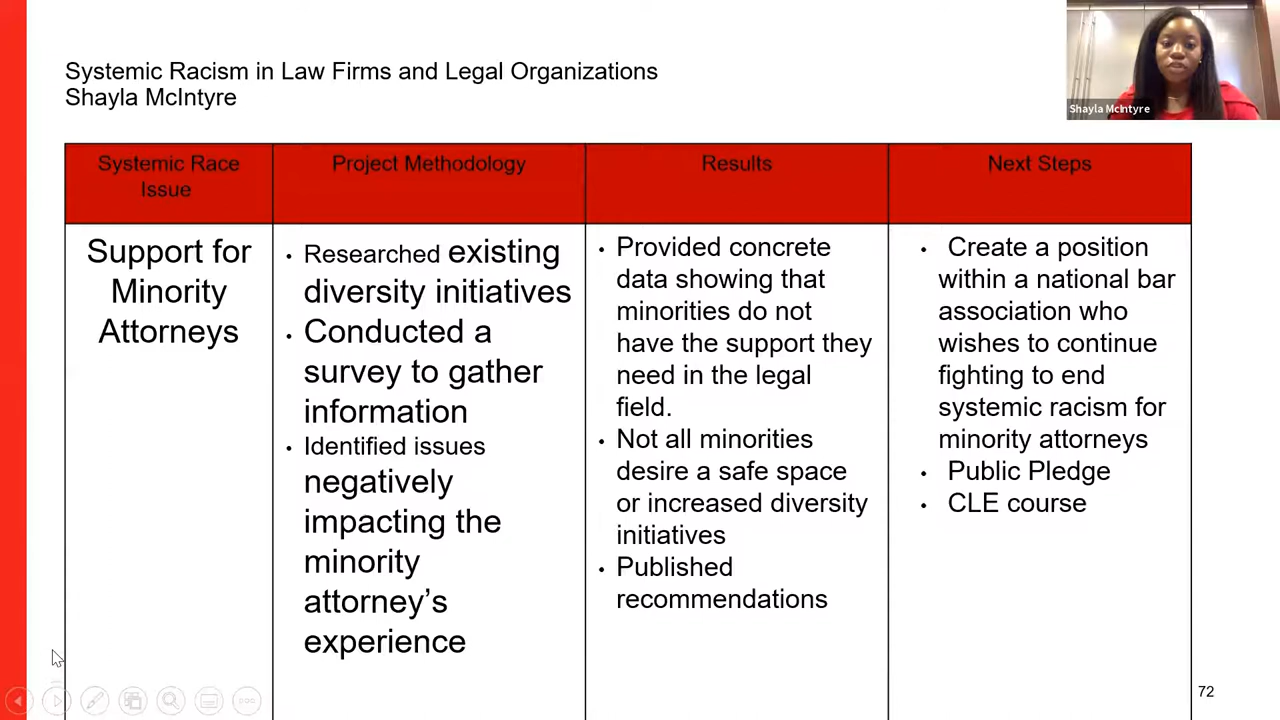 Systemic Racism in Law Firms and Legal Organizations
Shayla McIntyre
Shayla McIntyre
Systemic Race
Issue
Project Methodology
Results
Next Steps
Support for
Minority
Attorneys
• Researched existing
diversity initiatives
• Conducted a
survey to gather
information
• Identified issues
negatively
impacting the
minority
attorney’s
experience
• Provided concrete
data showing that
minorities do not
have the support they
need in the legal
field.
• Not all minorities
desire a safe space
or increased diversity
initiatives
• Published
recommendations
• Create a position
within a national bar
association who
wishes to continue
fighting to end
systemic racism for
minority attorneys
• Public Pledge
• CLE course
72